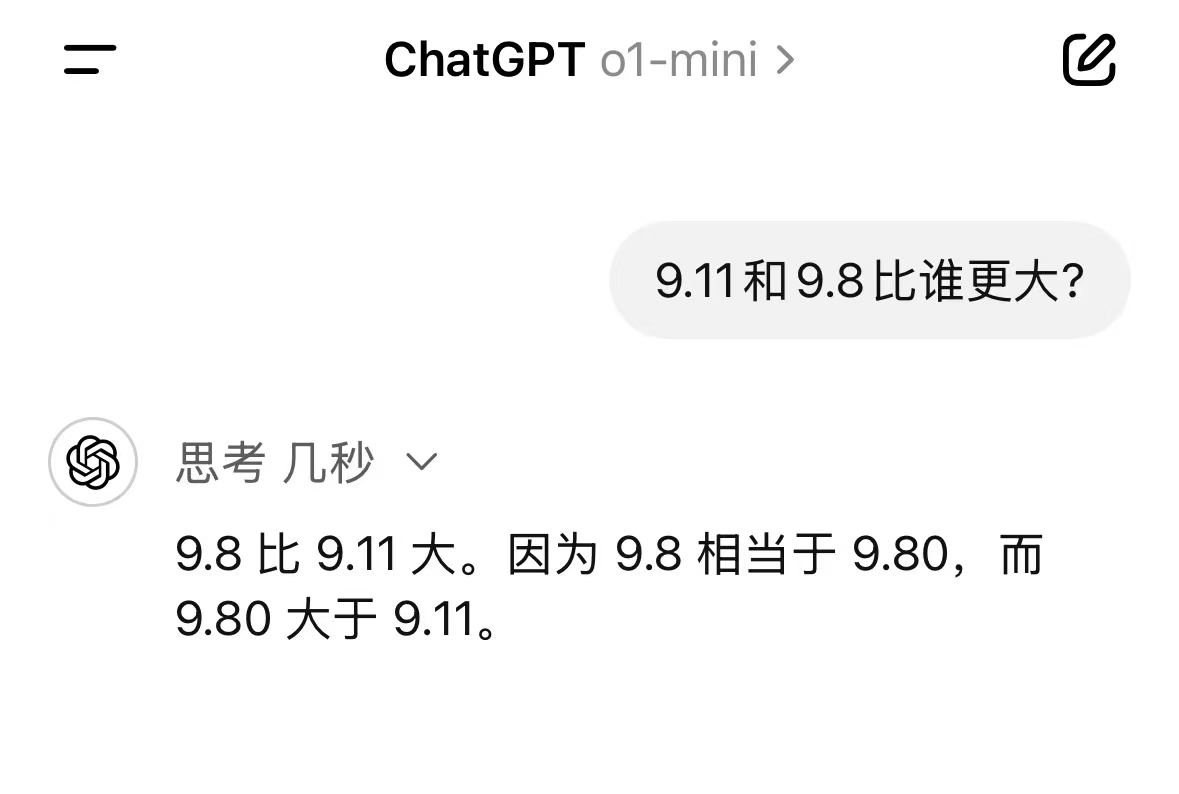 ChatGPT o1-mini >
9.11和9.8比谁更大?
思考 几秒
9.8 比 9.11 大。因为 9.8 相当于 9.80，而
9.80 大于 9.11。